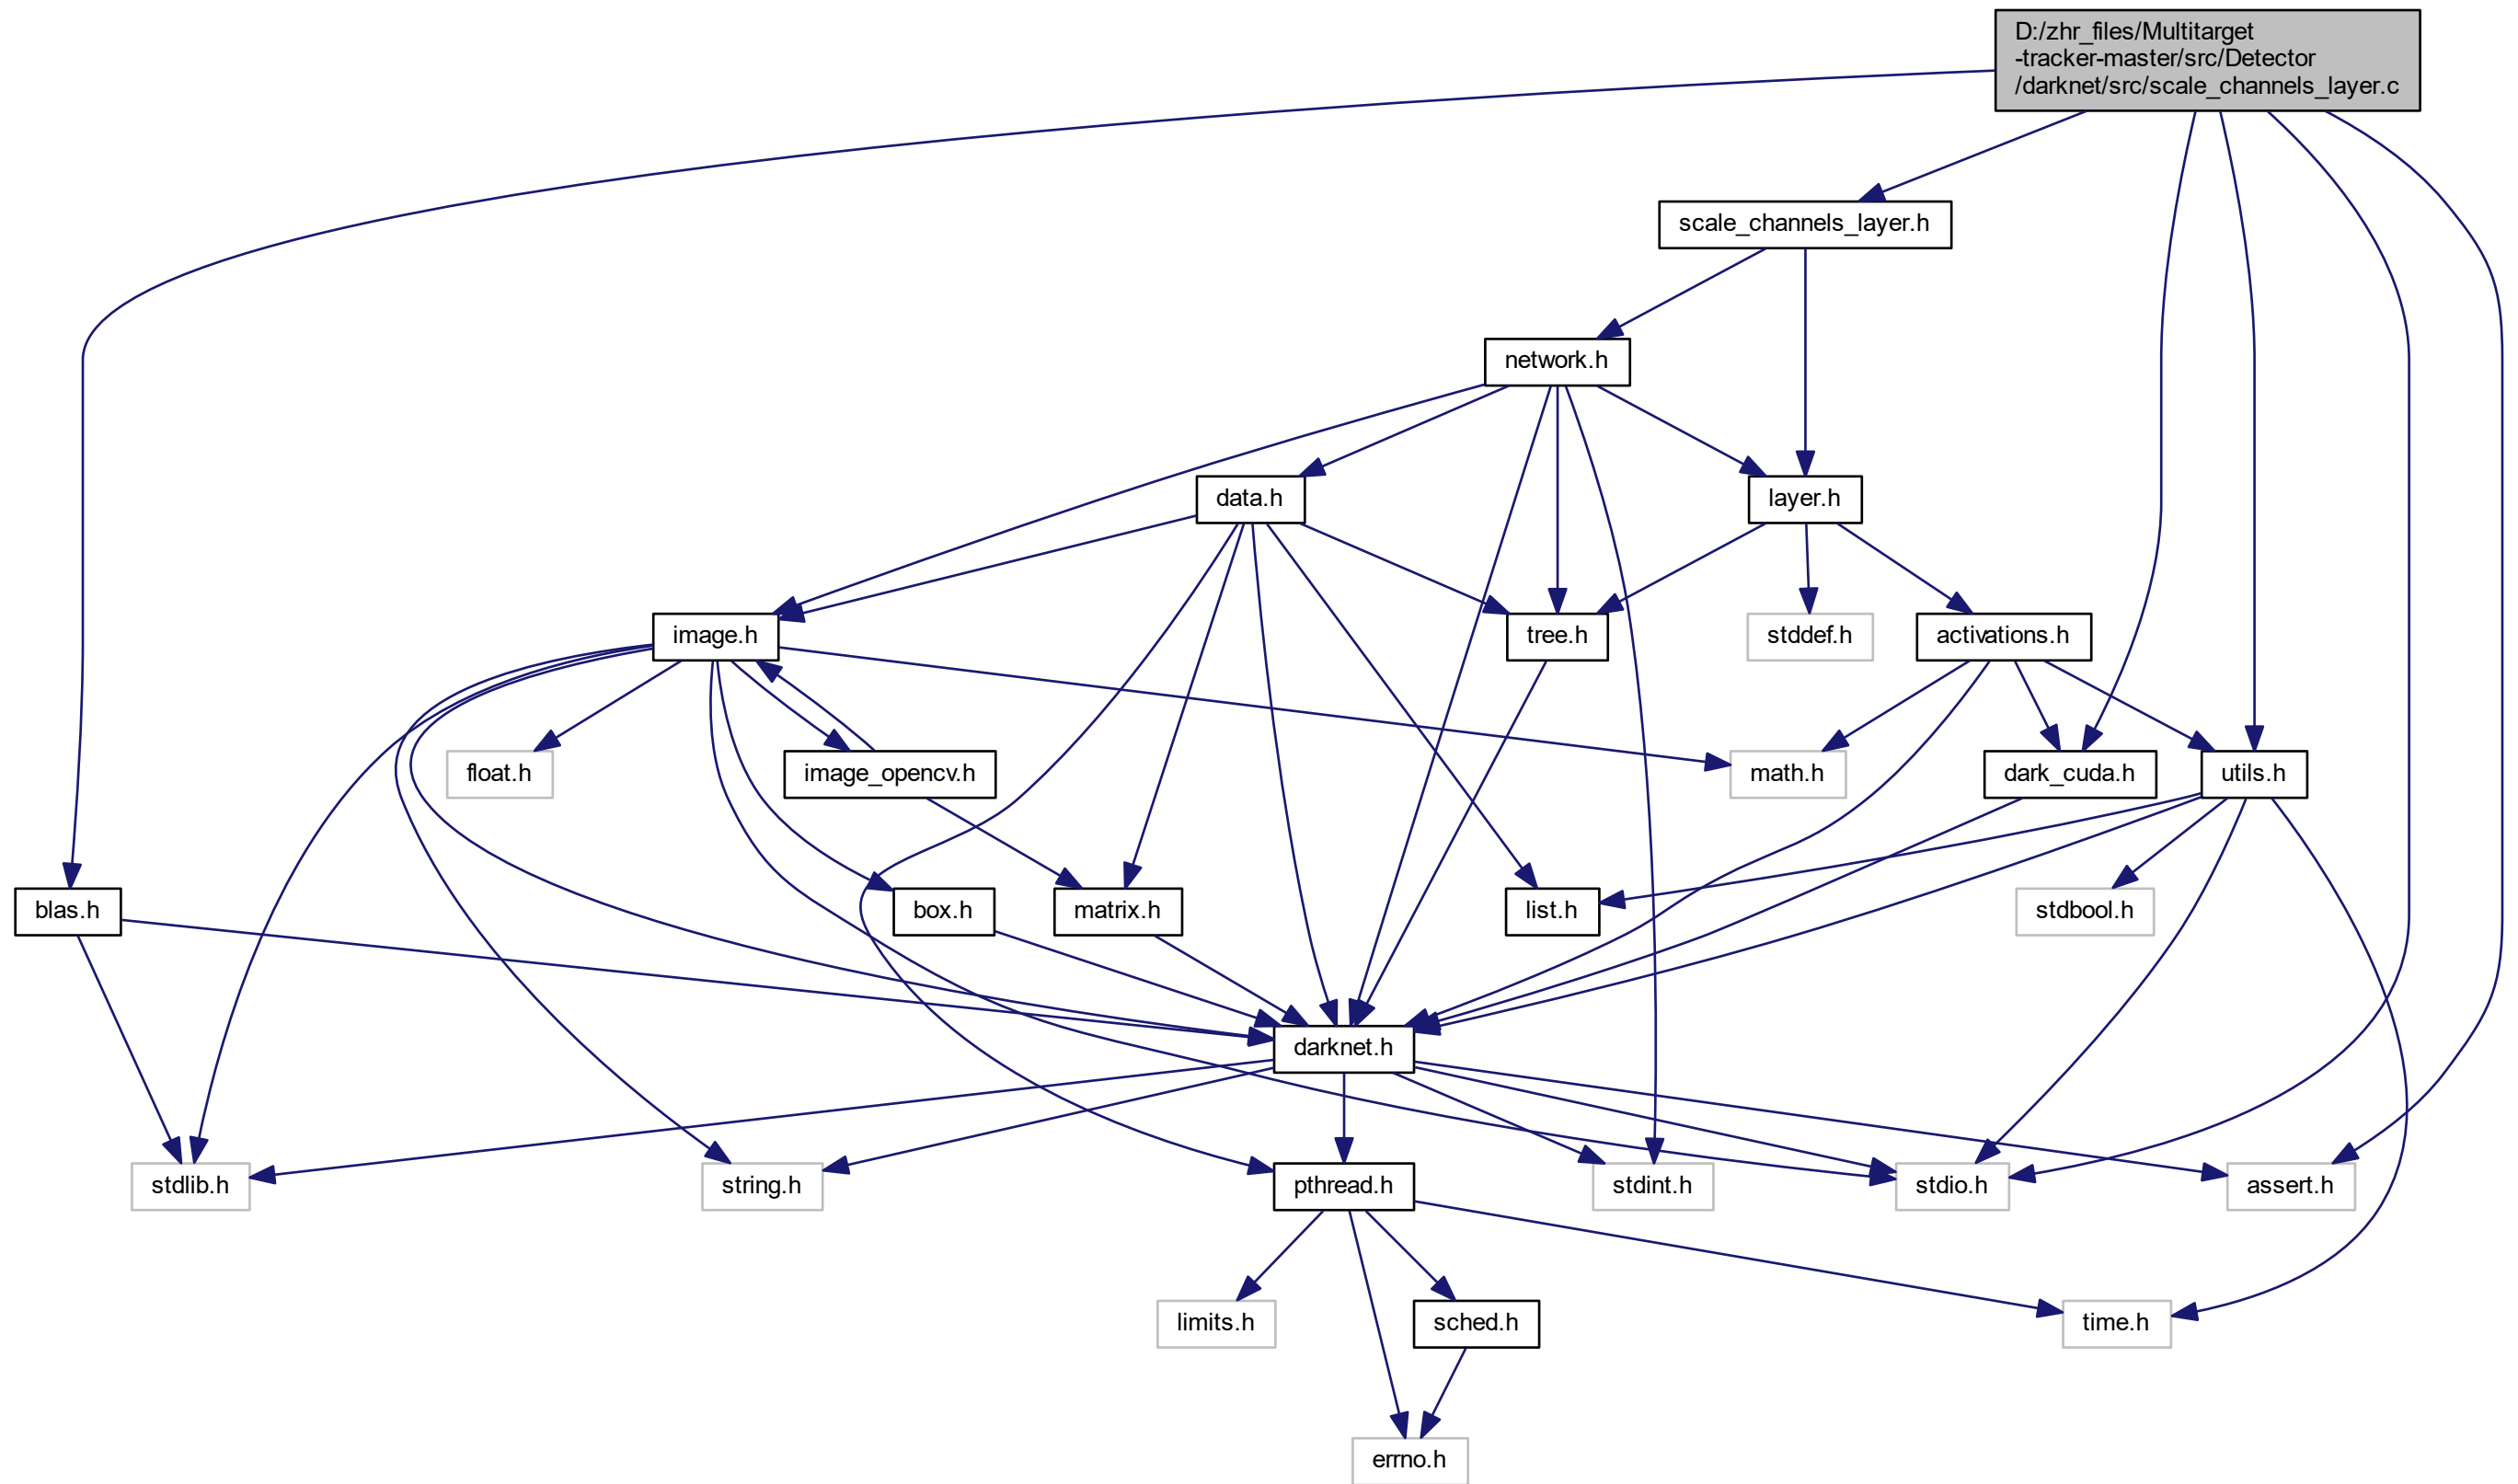 D:/zhr_files/Multitarget
-tracker-master/src/Detector
/darknet/src/scale_channels_layer.c
scale_channels_layer.h
network.h
data.h
layer.h
image.h
tree.h
stddef.h
activations.h
float.h
image_opencv.h
math.h
dark_cuda.h
utils.h
blas.h
box.h
matrix.h
list.h
stdbool.h
darknet.h
stdlib.h
string.h
pthread.h
stdint.h
stdio.h
assert.h
limits.h
sched.h
time.h
errno.h